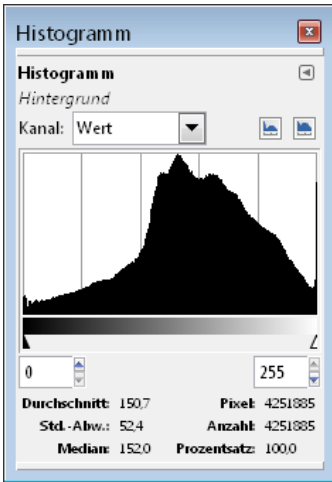 Histogramm
Histogramm
Hintergrund
Kanal: Wert
0 255
Durchschnitt: 150,7 Pixel: 4251885
Std.-Abw.: 52,4 Anzahl: 4251885
Median: 152,0 Prozentsatz: 100,0